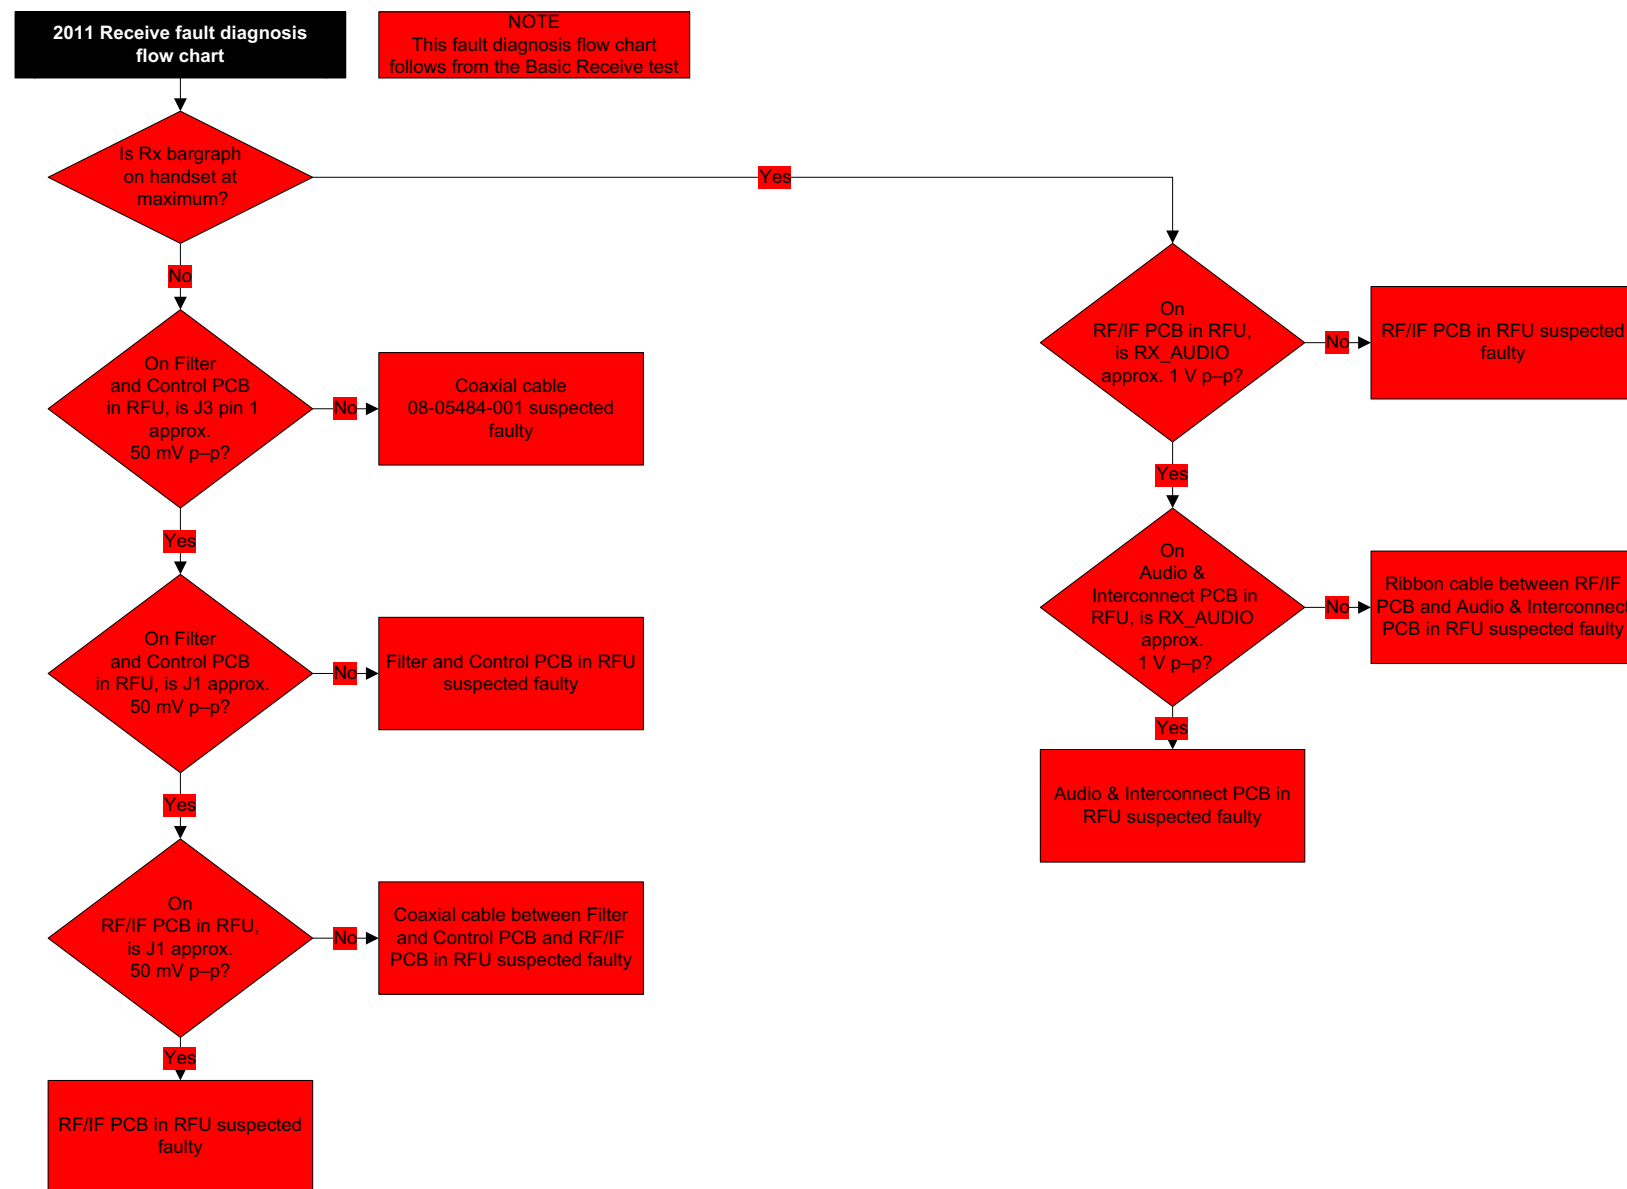 2011 Receive fault diagnosis
flow chart
NOTE
This fault diagnosis flow chart
follows from the Basic Receive test
Is Rx bargraph
on handset at
maximum?
Yes
No
On
RF/IF PCB in RFU,
is RX_AUDIO
approx. 1 V p–p?
No
RF/IF PCB in RFU suspected
faulty
On Filter
and Control PCB
in RFU, is J3 pin 1
approx.
50 mV p–p?
No
Coaxial cable
08-05484-001 suspected
faulty
Yes
Yes
On
Audio &
Interconnect PCB in
RFU, is RX_AUDIO
approx.
1 V p–p?
No
Ribbon cable between RF/IF
PCB and Audio & Interconnect
PCB in RFU suspected faulty
On Filter
and Control PCB
in RFU, is J1 approx.
50 mV p–p?
No
Filter and Control PCB in RFU
suspected faulty
Yes
Audio & Interconnect PCB in
RFU suspected faulty
Yes
On
RF/IF PCB in RFU,
is J1 approx.
50 mV p–p?
No
Coaxial cable between Filter
and Control PCB and RF/IF
PCB in RFU suspected faulty
Yes
RF/IF PCB in RFU suspected
faulty